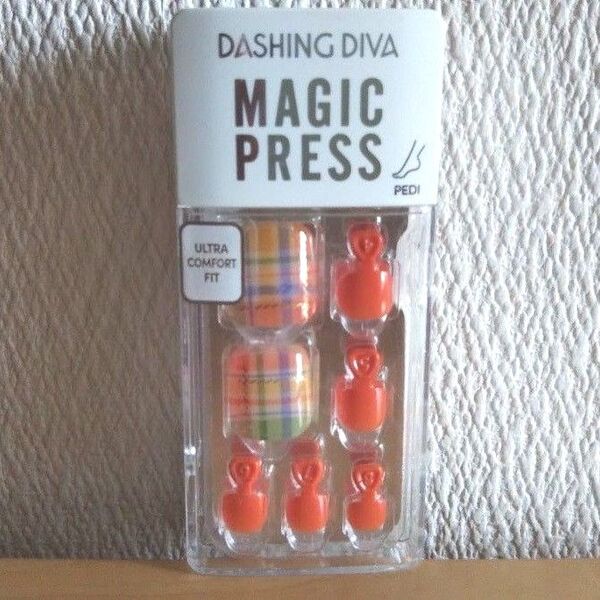 DASHING DIVA
MAGIC
PRESS
PEDI
ULTRA
COMFORT
FIT